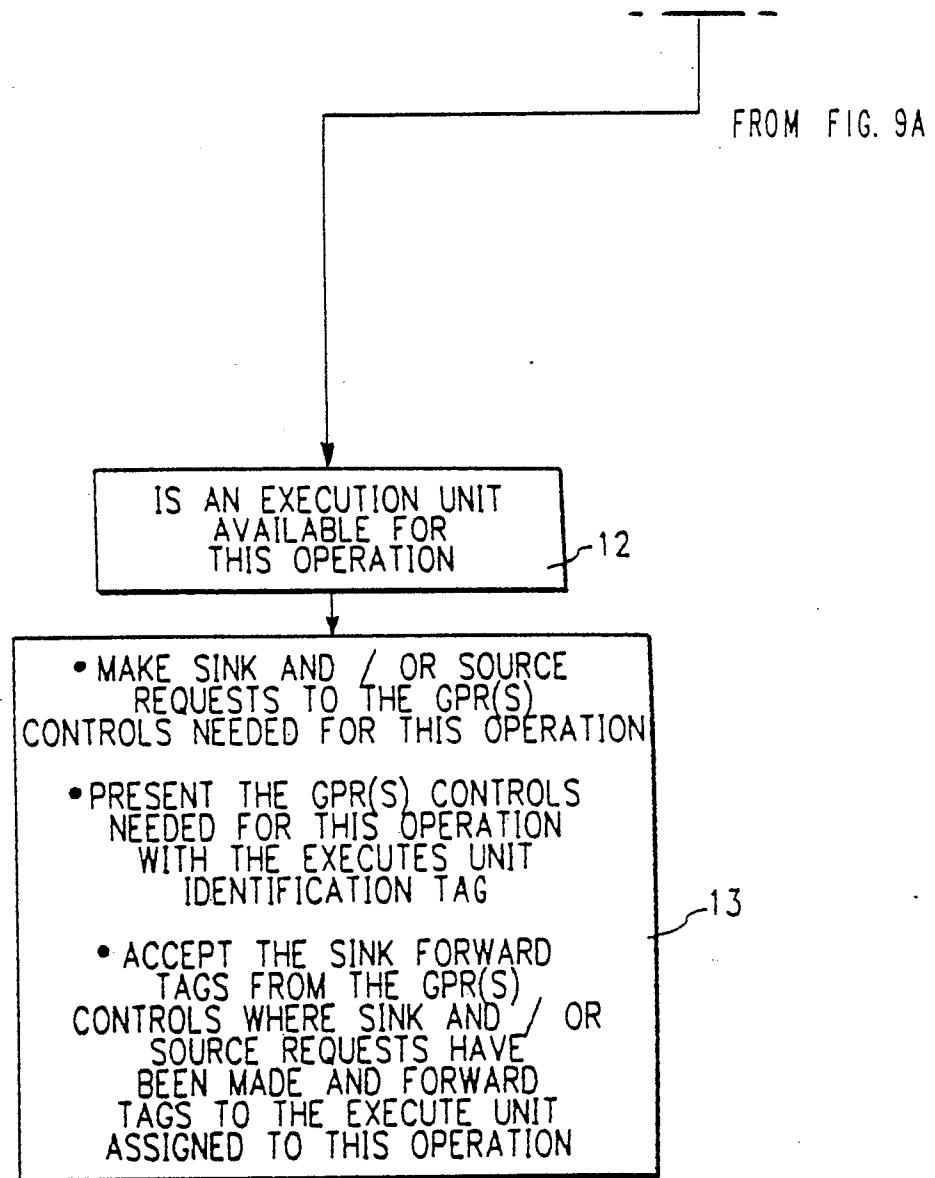 FROM FIG. 9A
IS AN EXECUTION UNIT
AVAILABLE FOR
THIS OPERATION
12
• MAKE SINK AND / OR SOURCE
REQUESTS TO THE GPR(S)
CONTROLS NEEDED FOR THIS OPERATION
• PRESENT THE GPR(S) CONTROLS
NEEDED FOR THIS OPERATION
WITH THE EXECUTES UNIT
IDENTIFICATION TAG
13
• ACCEPT THE SINK FORWARD
TAGS FROM THE GPR(S)
CONTROLS WHERE SINK AND / OR
SOURCE REQUESTS HAVE
BEEN MADE AND FORWARD
TAGS TO THE EXECUTE UNIT
ASSIGNED TO THIS OPERATION